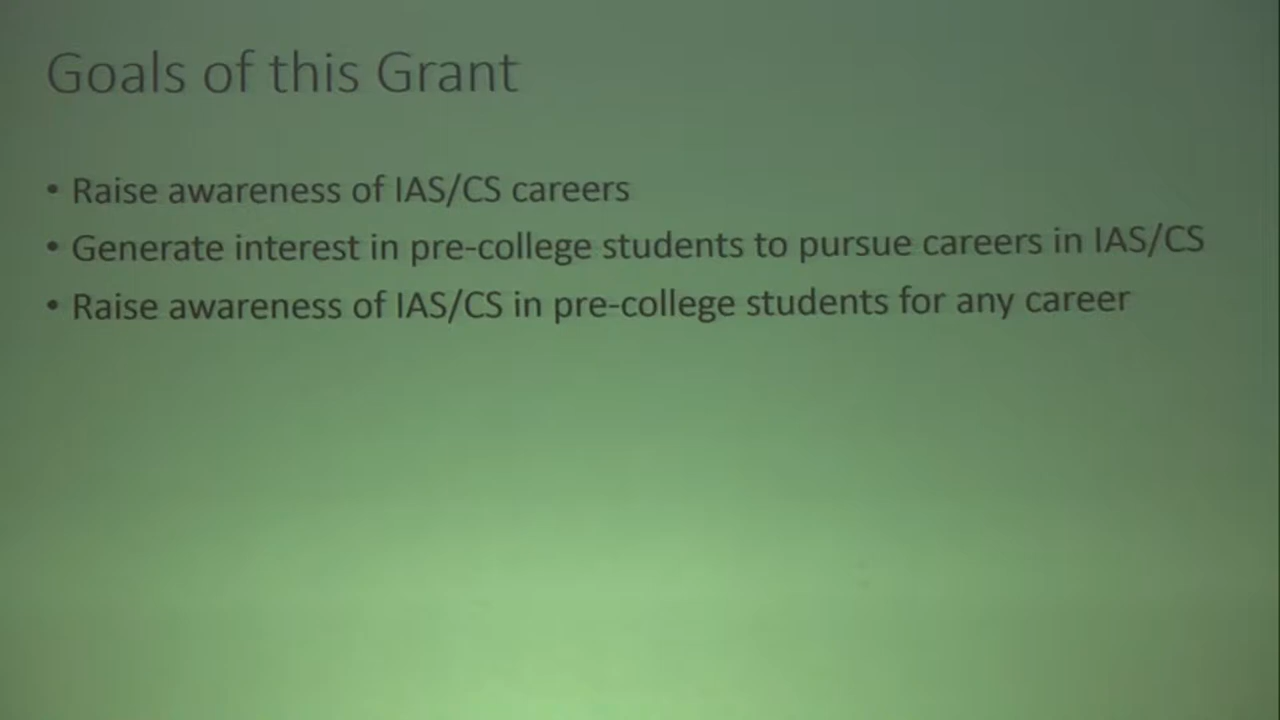 Goals of this Grant
• Raise awareness of IAS/CS careers
• Generate interest in pre-college students to pursue careers in IAS/CS
• Raise awareness of IAS/CS in pre-college students for any career